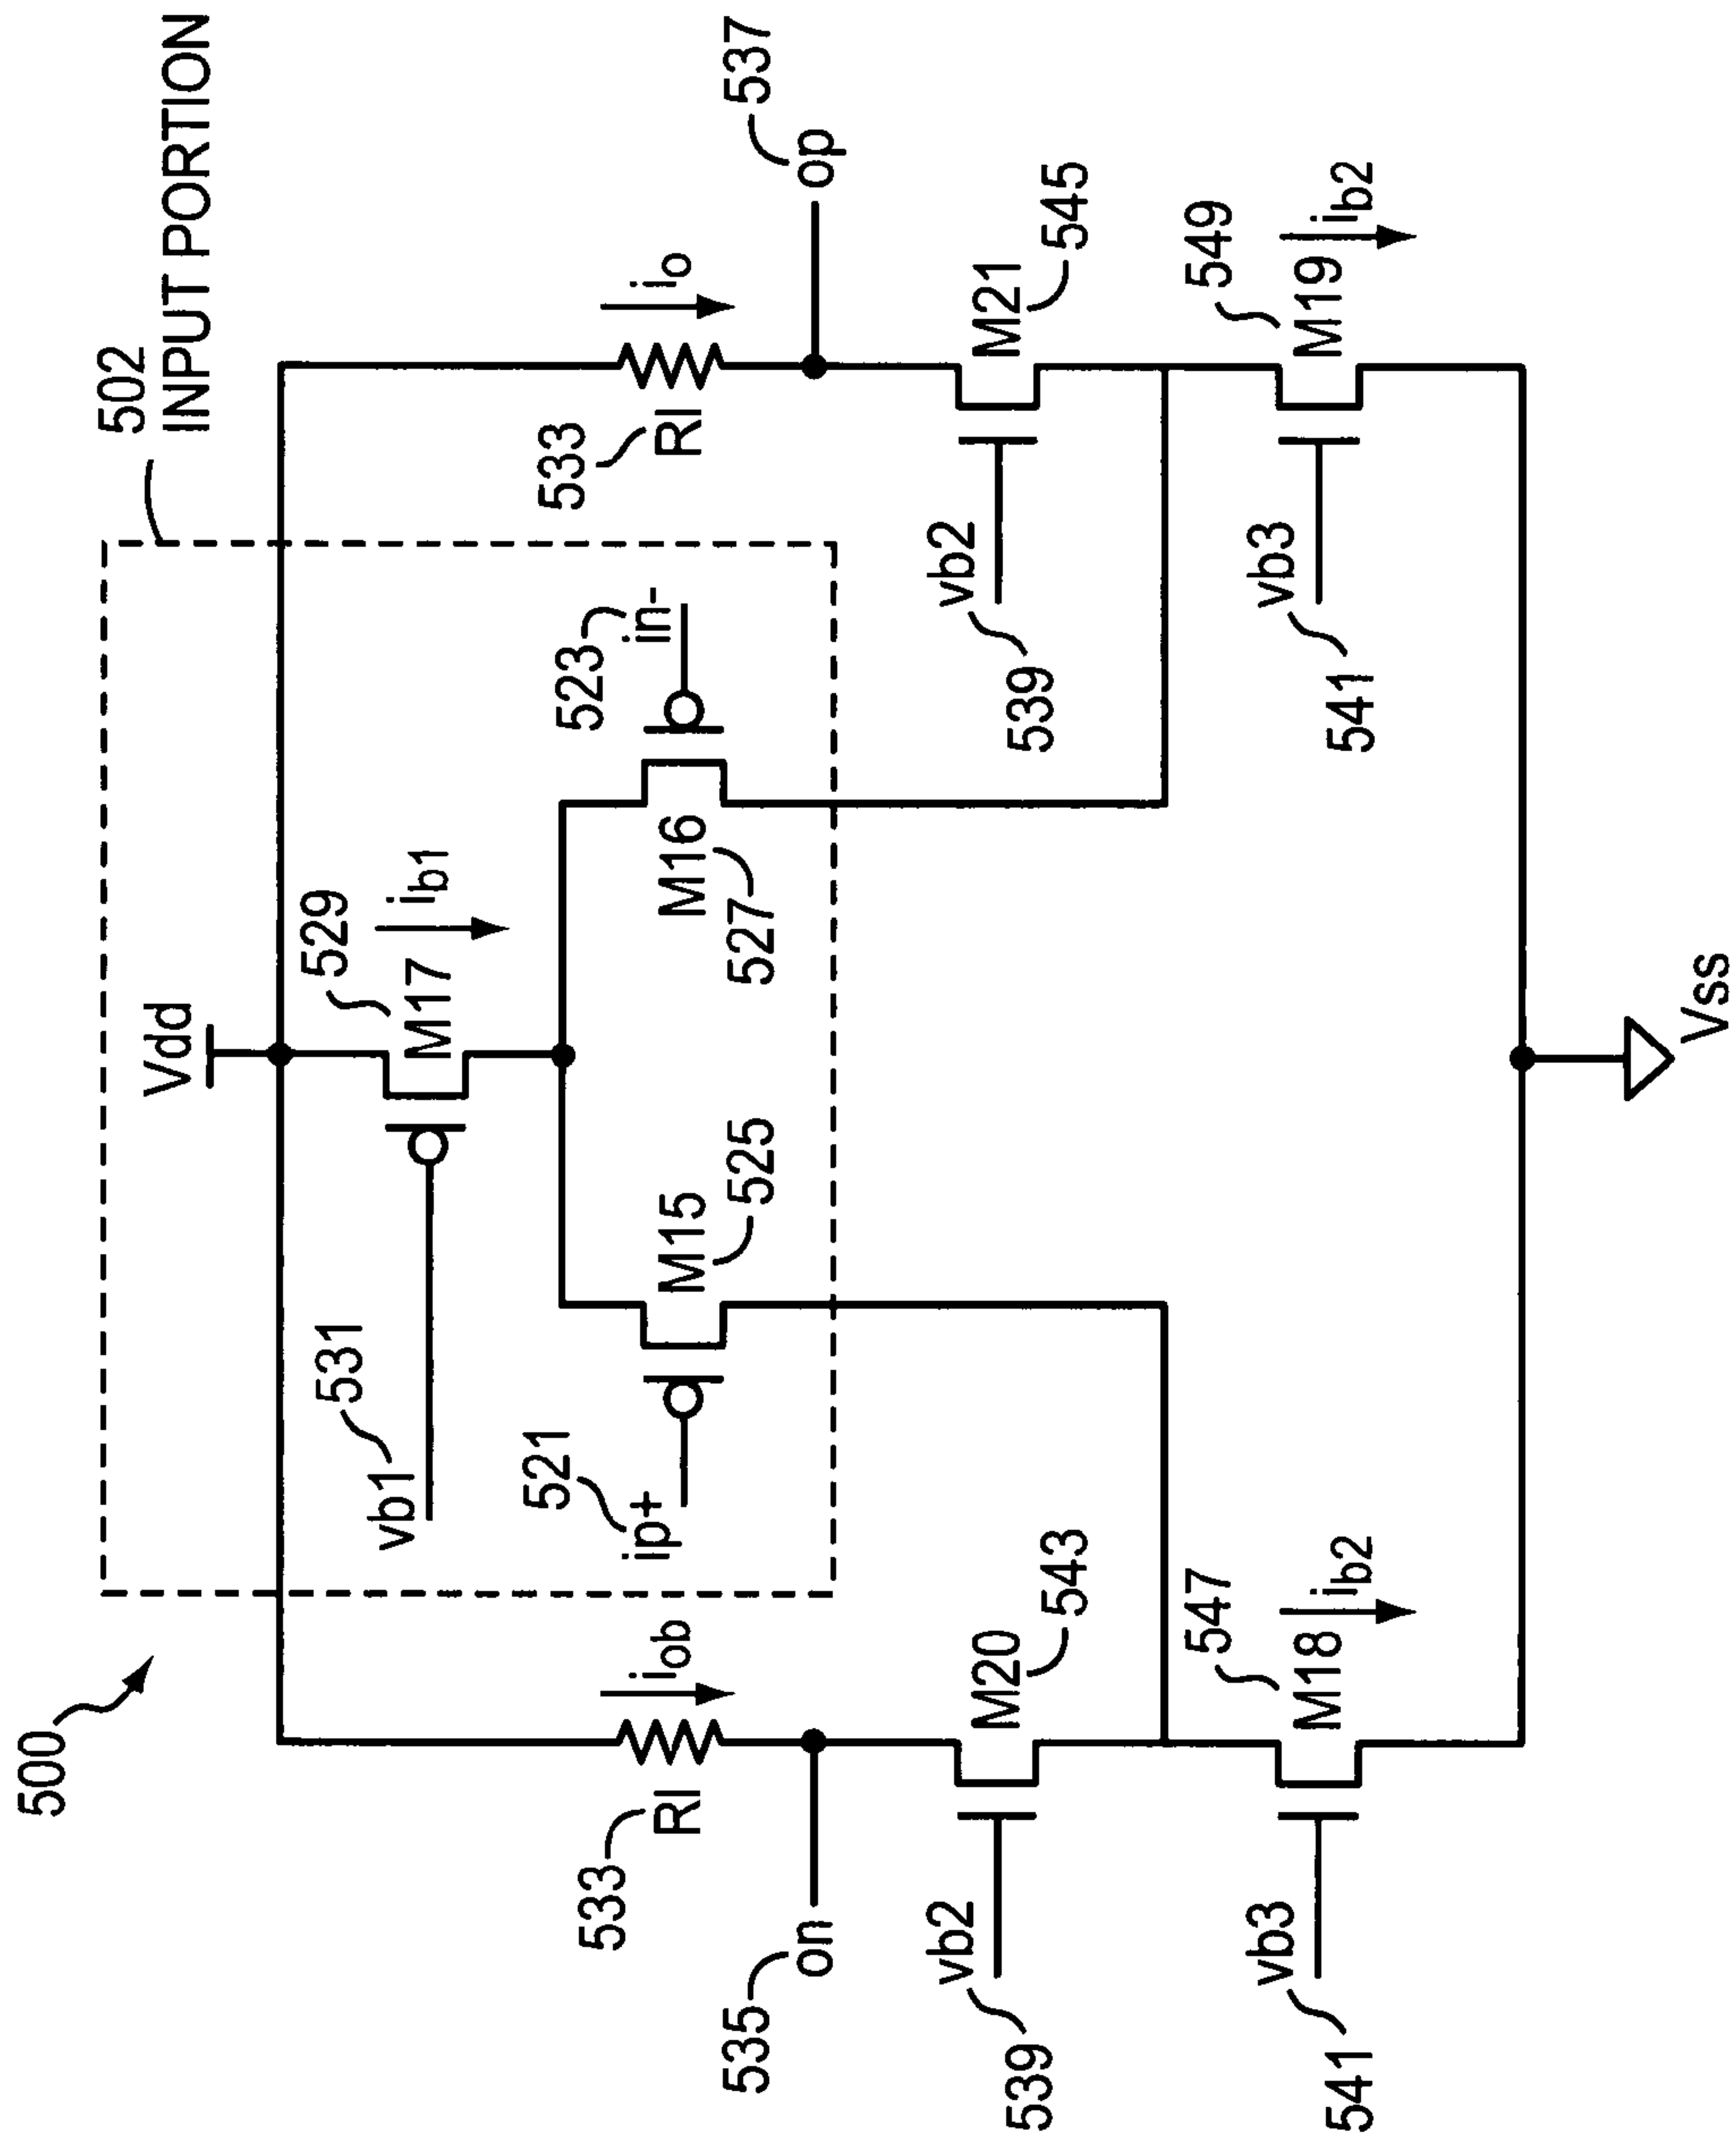 500
502
INPUT PORTION
Vdd
529
M17
ib1
531
vb1
521
ip+
M15
525
M16
527
523
in-
533
RI
iob
533
RI
io
535
on
op
537
vb2
539
M20
543
vb2
539
M21
545
vb3
541
547
M18
ib2
vb3
541
549
M19
ib2
Vss